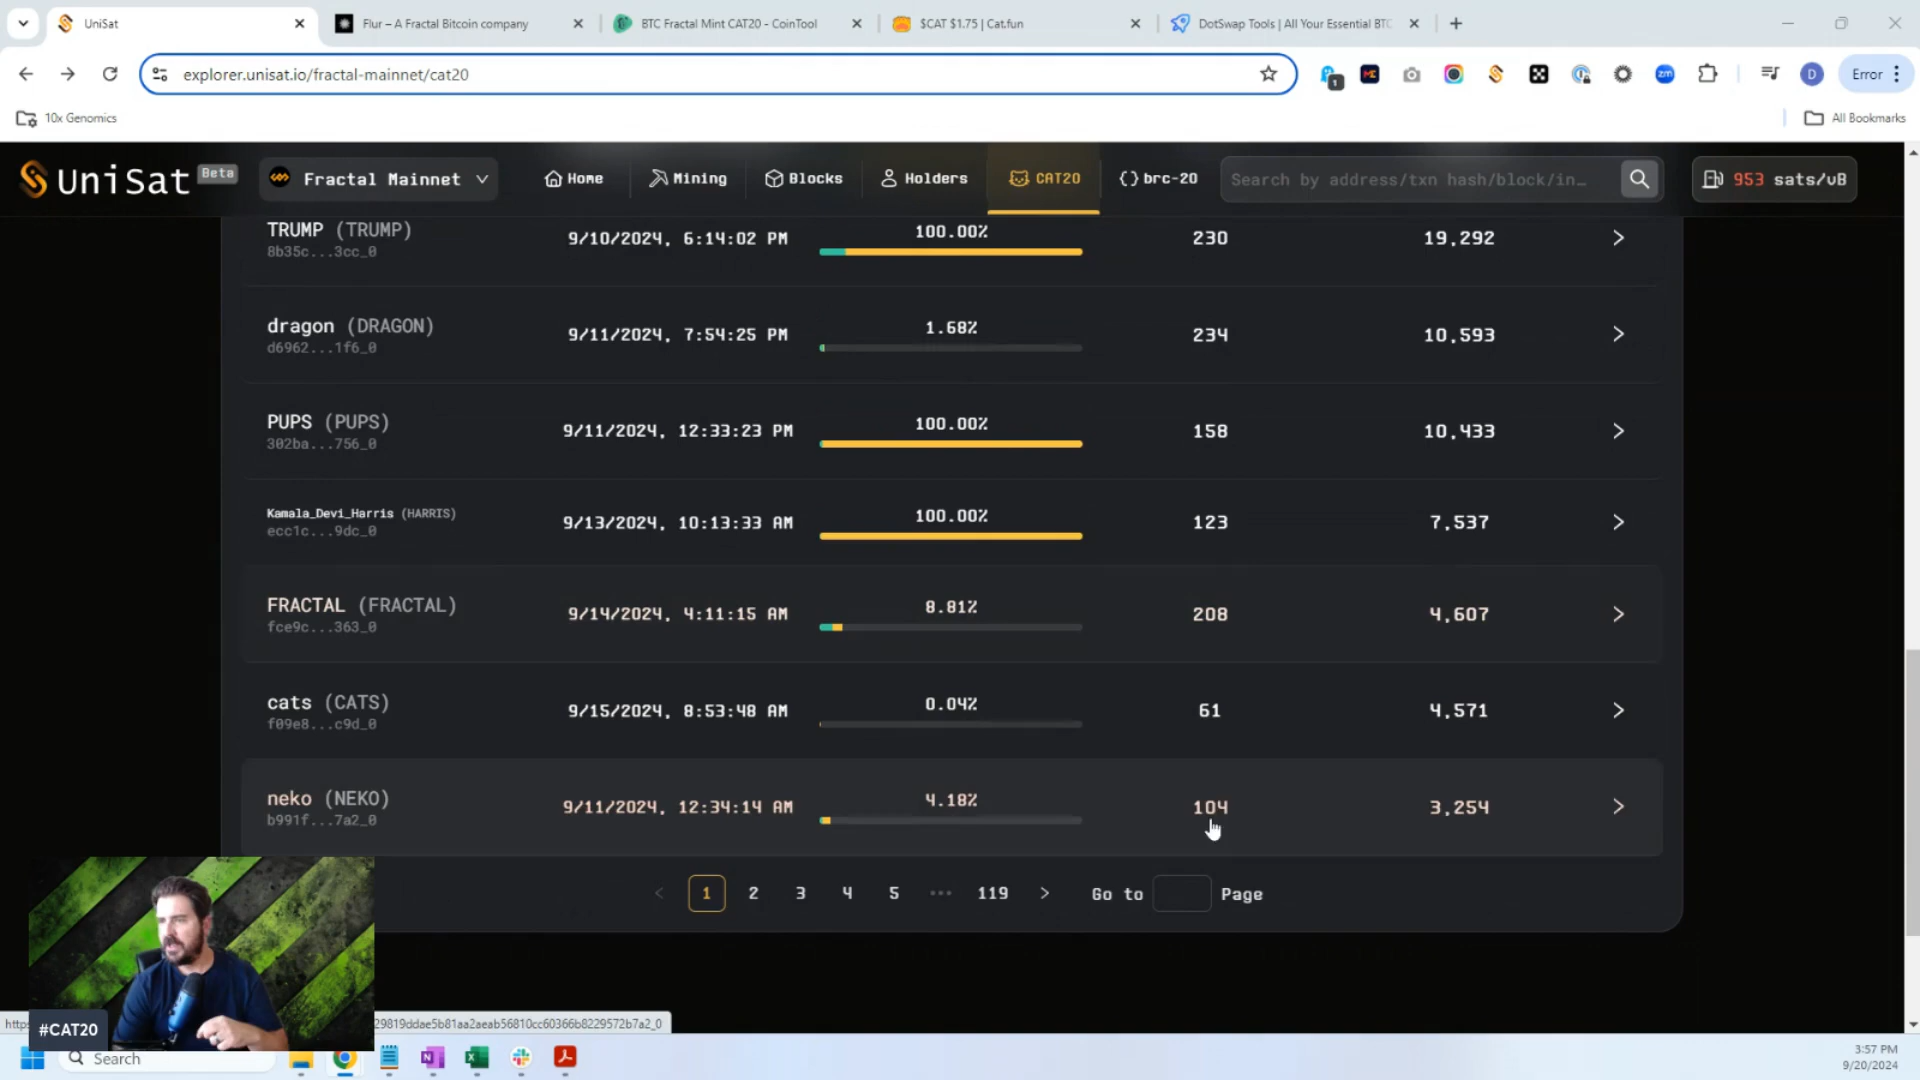 UniSat
Flur – A Fractal Bitcoin company
BTC Fractal Mint CAT20 - CoinTool
$CAT $1.75 | Cat.fun
DotSwap Tools | All Your Essential BTC
explorer.unisat.io/fractal-mainnet/cat20
1
ME
zm
D
Error
10x Genomics
All Bookmarks
UniSat Beta
Fractal Mainnet
Home
Mining
Blocks
Holders
CAT20
brc-20
Search by address/txn hash/block/in...
953 sats/vB
TRUMP (TRUMP)
8b35c...3cc_0
9/10/2024, 6:14:02 PM
100.00%
230
19,292
dragon (DRAGON)
d6962...1f6_0
9/11/2024, 7:54:25 PM
1.68%
234
10,593
PUPS (PUPS)
302ba...756_0
9/11/2024, 12:33:23 PM
100.00%
158
10,433
Kamala_Devi_Harris (HARRIS)
ecc1c...9dc_0
9/13/2024, 10:13:33 AM
100.00%
123
7,537
FRACTAL (FRACTAL)
fce9c...363_0
9/14/2024, 4:11:15 AM
8.81%
208
4,607
cats (CATS)
f09e8...c9d_0
9/15/2024, 8:53:48 AM
0.04%
61
4,571
neko (NEKO)
b991f...7a2_0
9/11/2024, 12:34:14 AM
4.18%
104
3,254
1 2 3 4 5 ••• 119 Go to Page
https
29819ddae5b81aa2aeab56810cc60366b8229572b7a2_0
#CAT20
Search
3:57 PM
9/20/2024